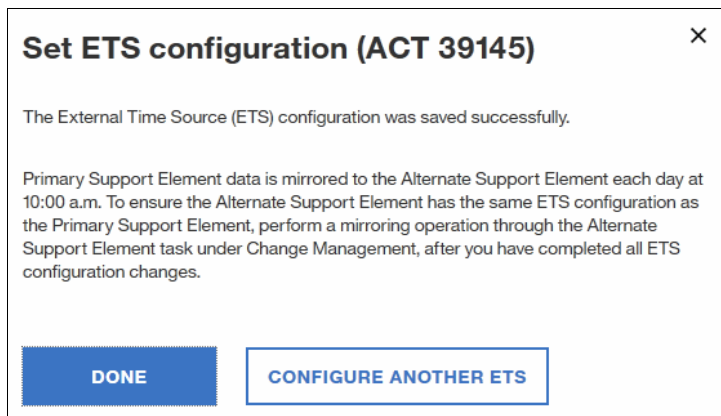 Set ETS configuration (ACT 39145)
The External Time Source (ETS) configuration was saved successfully.
Primary Support Element data is mirrored to the Alternate Support Element each day at
10:00 a.m. To ensure the Alternate Support Element has the same ETS configuration as
the Primary Support Element, perform a mirroring operation through the Alternate
Support Element task under Change Management, after you have completed all ETS
configuration changes.
DONE
CONFIGURE ANOTHER ETS